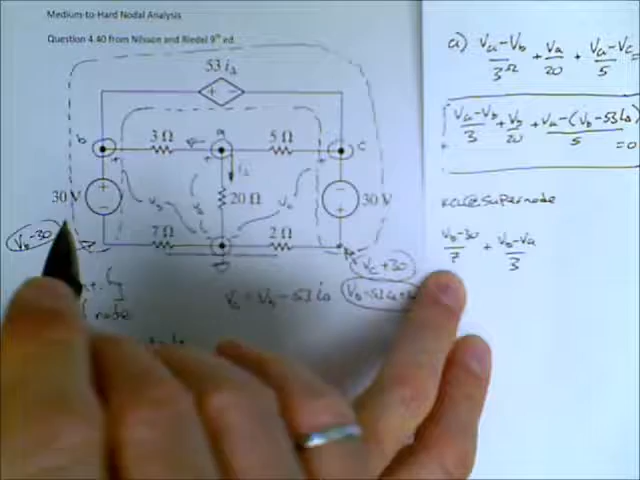 Medium-to-Hard Nodal Analysis
Question 4.40 from Nilsson and Riedel 9th ed.
53 iΔ
+ −
b
3 Ω
a
5 Ω
c
iΔ
30 V
20 Ω
30 V
Vb-30
7 Ω
2 Ω
Vc+30
Vc = Vb - 53 iΔ
node
a) Va-Vb/3Ω + Va/20 + Va-Vc/5 =
Va-Vb/3 + Va/20 + Va-(Vb-53iΔ)/5 = 0
KCL@Supernode
Vb-30/7 + Vb-Va/3